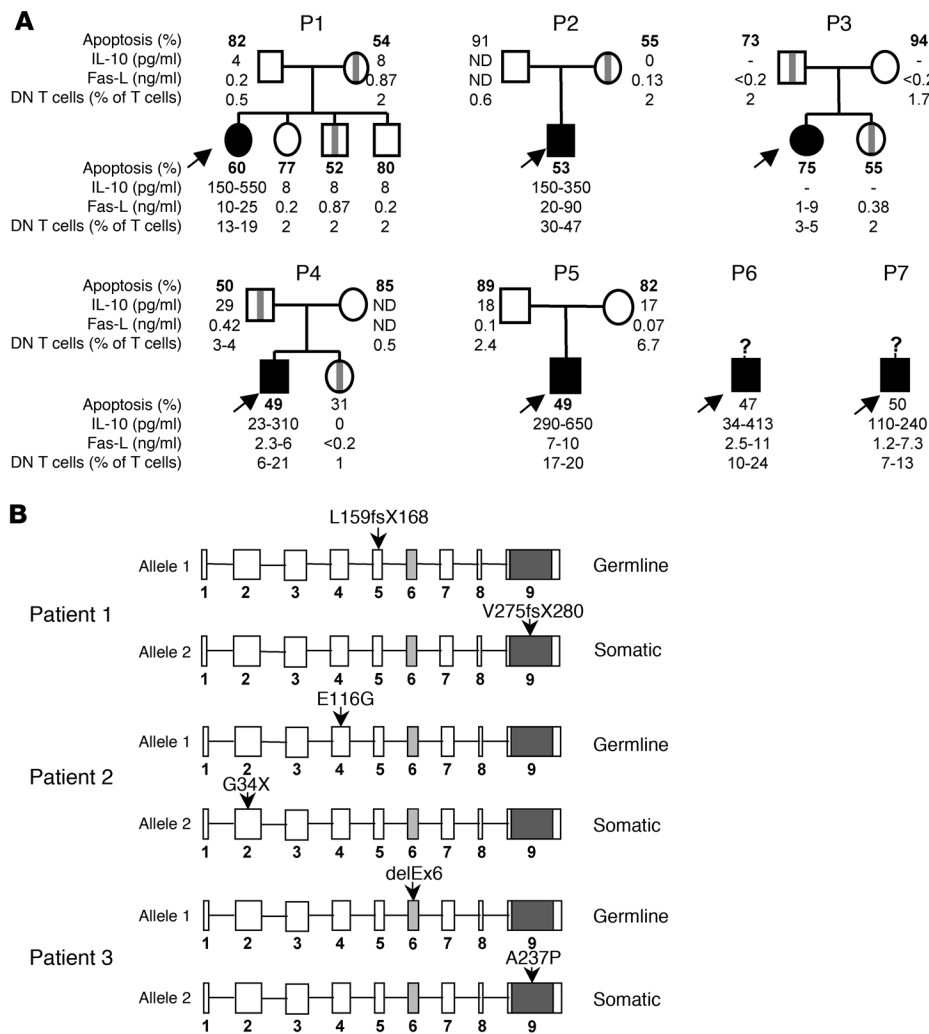 A
P1 P2 P3
Apoptosis (%) 82 54 91 55 73 94
IL-10 (pg/ml) 4 8 ND 0 - -
Fas-L (ng/ml) 0.2 0.87 ND 0.13 <0.2 <0.2
DN T cells (% of T cells) 0.5 2 0.6 2 2 1.7
Apoptosis (%) 60 77 52 80 53 75 55
IL-10 (pg/ml) 150-550 8 8 8 150-350 - -
Fas-L (ng/ml) 10-25 0.2 0.87 0.2 20-90 1-9 0.38
DN T cells (% of T cells) 13-19 2 2 2 30-47 3-5 2
P4 P5 P6 P7
Apoptosis (%) 50 85 89 82
IL-10 (pg/ml) 29 ND 18 17
Fas-L (ng/ml) 0.42 ND 0.1 0.07
DN T cells (% of T cells) 3-4 0.5 2.4 6.7
? ?
Apoptosis (%) 49 31 49 47 50
IL-10 (pg/ml) 23-310 0 290-650 34-413 110-240
Fas-L (ng/ml) 2.3-6 <0.2 7-10 2.5-11 1.2-7.3
DN T cells (% of T cells) 6-21 1 17-20 10-24 7-13
B
L159fsX168
Allele 1 Germline
1 2 3 4 5 6 7 8 9
Patient 1
V275fsX280
Allele 2 Somatic
1 2 3 4 5 6 7 8 9
E116G
Allele 1 Germline
1 2 3 4 5 6 7 8 9
Patient 2
G34X
Allele 2 Somatic
1 2 3 4 5 6 7 8 9
delEx6
Allele 1 Germline
1 2 3 4 5 6 7 8 9
Patient 3
A237P
Allele 2 Somatic
1 2 3 4 5 6 7 8 9